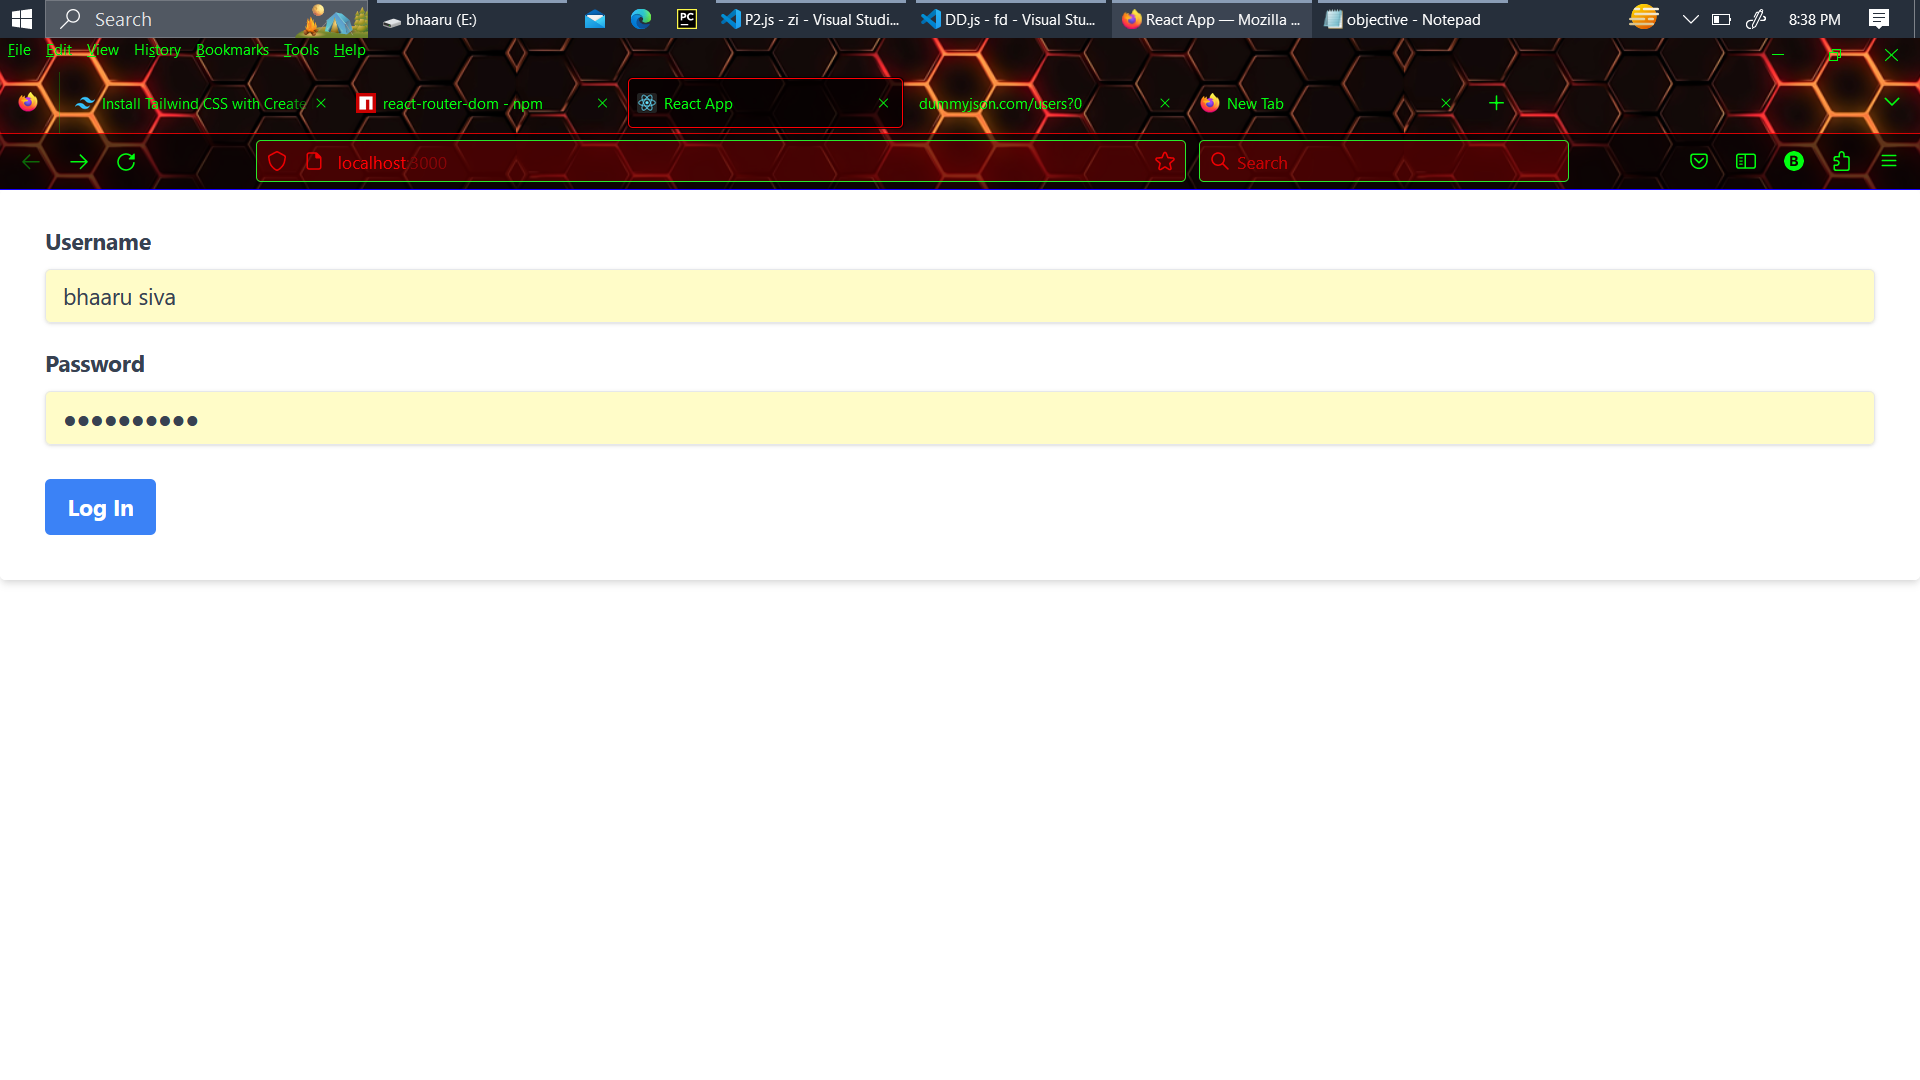 Search
bhaaru (E:)
PC
P2.js - zi - Visual Studi...
DD.js - fd - Visual Stu...
React App — Mozilla ...
objective - Notepad
8:38 PM
File Edit View History Bookmarks Tools Help
Install Tailwind CSS with Create
react-router-dom - npm
React App
dummyjson.com/users?0
New Tab
localhost:3000
Search
B
Username
bhaaru siva
Password
Log In